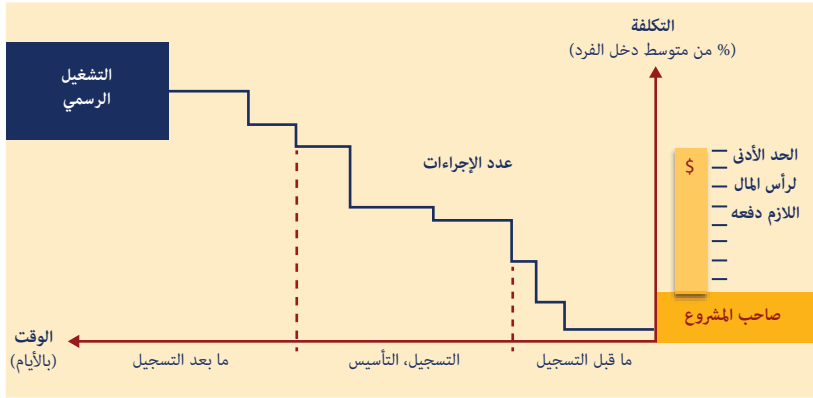 التكلفة
(% من متوسط دخل الفرد)
التشغيل
الرسمي
عدد الإجراءات
الحد الأدنى
لرأس المال
اللازم دفعه
$
صاحب المشروع
الوقت
(بالأيام)
ما قبل التسجيل
التسجيل، التأسيس
ما بعد التسجيل